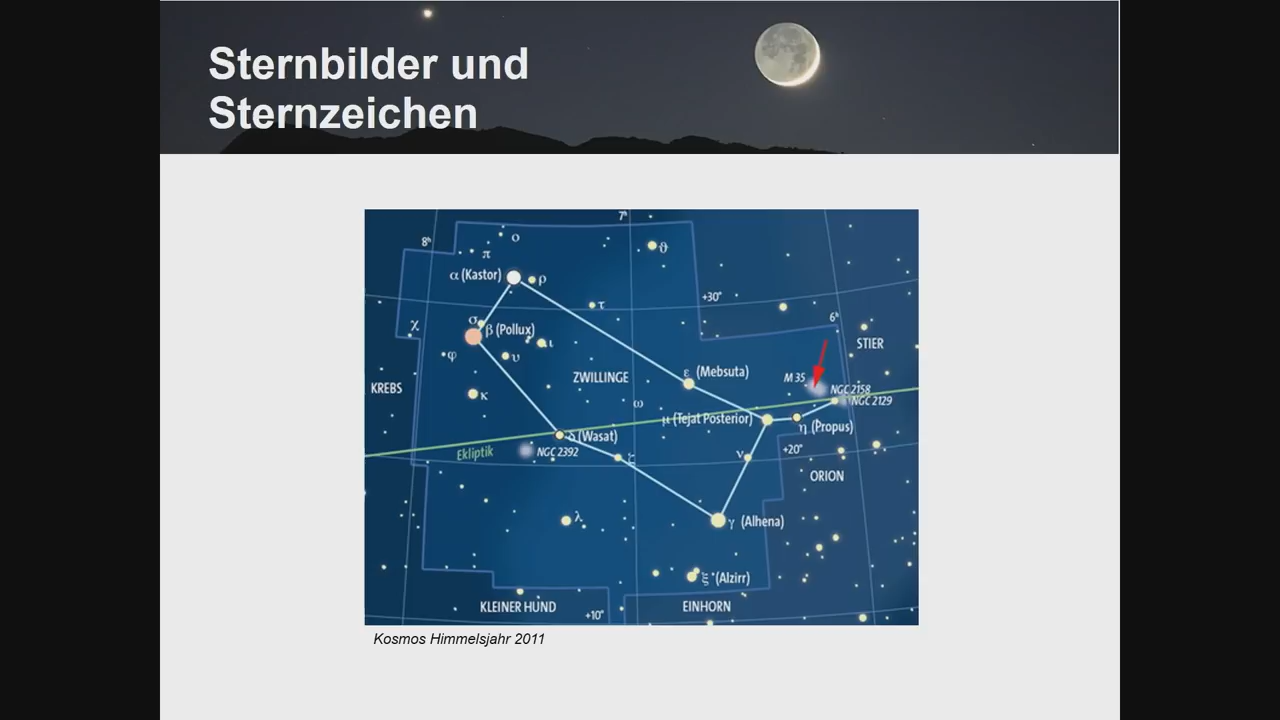 Sternbilder und
Sternzeichen
7ʰ
8ʰ
ο
π
ϑ
α (Kastor)
ρ
+30°
τ
6ʰ
χ
σ
β (Pollux)
ι
STIER
φ
υ
ε (Mebsuta)
M 35
ZWILLINGE
KREBS
NGC 2158
κ
ω
NGC 2129
μ (Tejat Posterior)
η (Propus)
δ (Wasat)
Ekliptik
NGC 2392
ζ
ν
+20°
ORION
λ
γ (Alhena)
ξ (Alzirr)
KLEINER HUND
+10°
EINHORN
Kosmos Himmelsjahr 2011